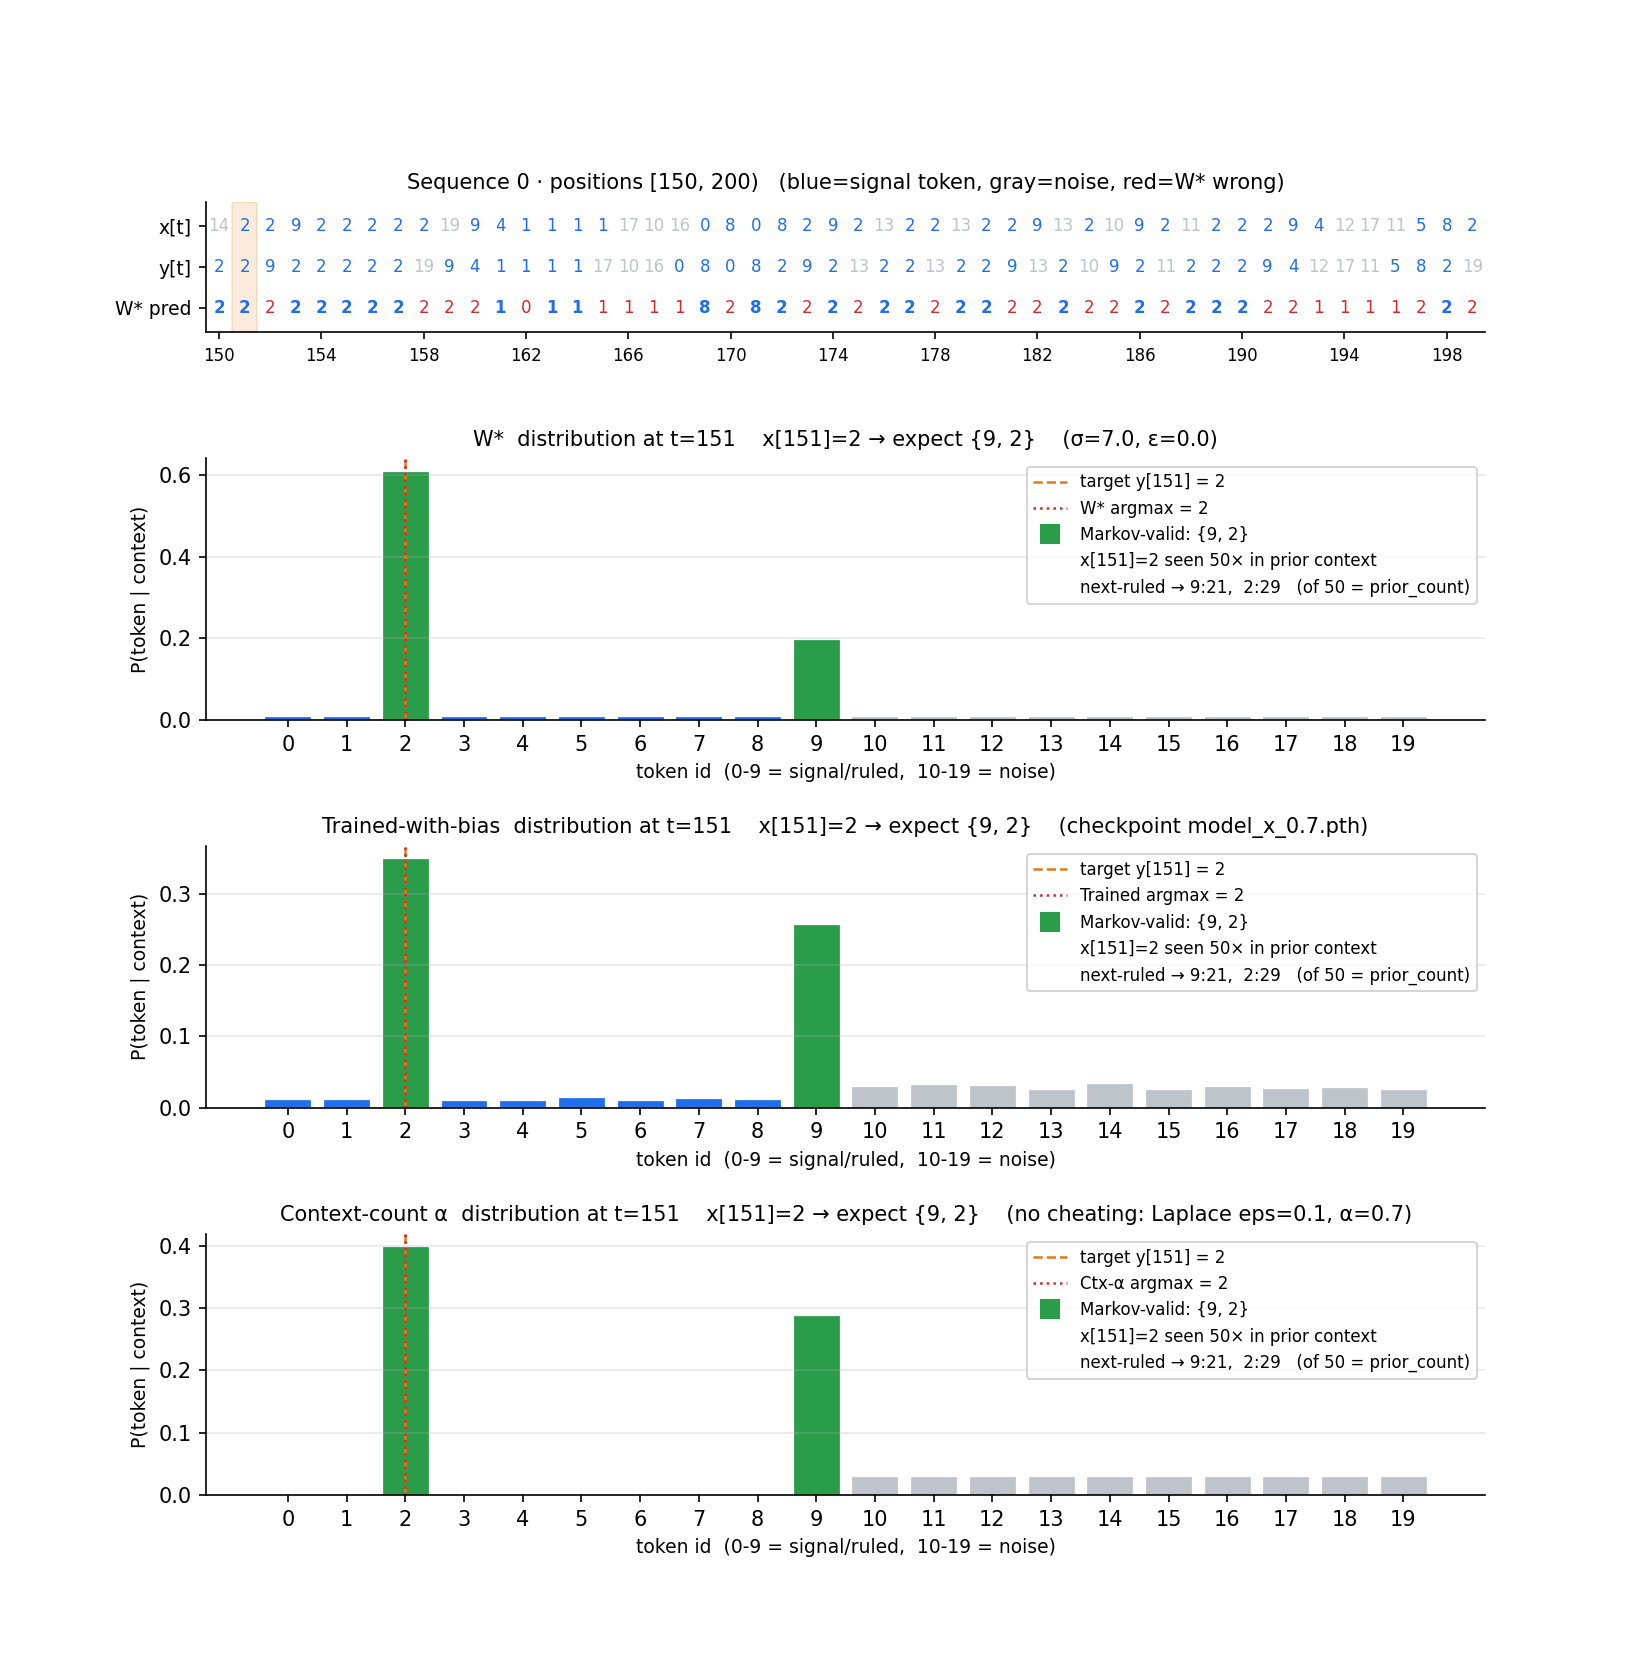 Sequence 0 · positions [150, 200) (blue=signal token, gray=noise, red=W* wrong)
x[t] 14 2 2 9 2 2 2 2 2 19 9 4 1 1 1 1 17 10 16 0 8 0 8 2 9 2 13 2 2 13 2 2 9 13 2 10 9 2 11 2 2 2 9 4 12 17 11 5 8 2
y[t] 2 2 9 2 2 2 2 2 19 9 4 1 1 1 1 17 10 16 0 8 0 8 2 9 2 13 2 2 13 2 2 9 13 2 10 9 2 11 2 2 2 9 4 12 17 11 5 8 2 19
W* pred 2 2 2 2 2 2 2 2 2 2 2 1 0 1 1 1 1 1 1 8 2 8 2 2 2 2 2 2 2 2 2 2 2 2 2 2 2 2 2 2 2 2 2 1 1 1 1 2 2 2
150 154 158 162 166 170 174 178 182 186 190 194 198
W* distribution at t=151 x[151]=2 → expect {9, 2} (σ=7.0, ε=0.0)
P(token | context)
0.6
0.4
0.2
0.0
target y[151] = 2
W* argmax = 2
Markov-valid: {9, 2}
x[151]=2 seen 50× in prior context
next-ruled → 9:21, 2:29 (of 50 = prior_count)
0 1 2 3 4 5 6 7 8 9 10 11 12 13 14 15 16 17 18 19
token id (0-9 = signal/ruled, 10-19 = noise)
Trained-with-bias distribution at t=151 x[151]=2 → expect {9, 2} (checkpoint model_x_0.7.pth)
P(token | context)
0.3
0.2
0.1
0.0
target y[151] = 2
Trained argmax = 2
Markov-valid: {9, 2}
x[151]=2 seen 50× in prior context
next-ruled → 9:21, 2:29 (of 50 = prior_count)
0 1 2 3 4 5 6 7 8 9 10 11 12 13 14 15 16 17 18 19
token id (0-9 = signal/ruled, 10-19 = noise)
Context-count α distribution at t=151 x[151]=2 → expect {9, 2} (no cheating: Laplace eps=0.1, α=0.7)
P(token | context)
0.4
0.3
0.2
0.1
0.0
target y[151] = 2
Ctx-α argmax = 2
Markov-valid: {9, 2}
x[151]=2 seen 50× in prior context
next-ruled → 9:21, 2:29 (of 50 = prior_count)
0 1 2 3 4 5 6 7 8 9 10 11 12 13 14 15 16 17 18 19
token id (0-9 = signal/ruled, 10-19 = noise)